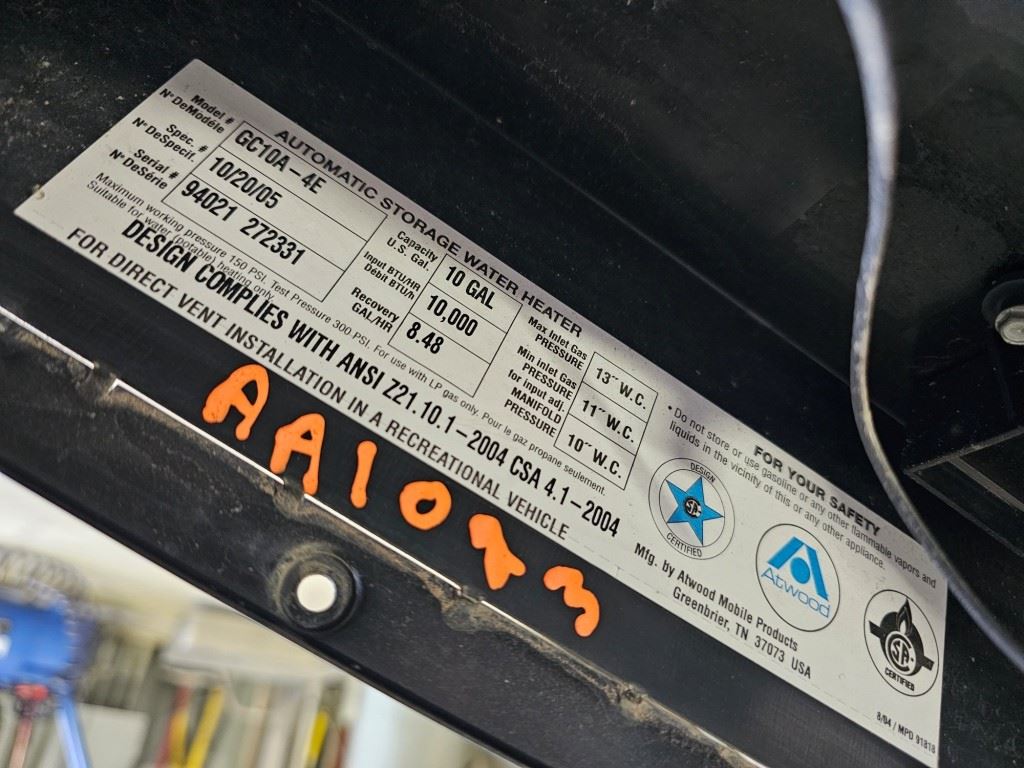 AUTOMATIC STORAGE WATER HEATER
Model #
N° DeModèle
GC10A-4E
Spec. #
N° DeSpecif.
10/20/05
Serial #
N° DeSérie
94021 272331
Capacity
U.S. Gal.
10 GAL
Input BTU/HR
Débit BTU/h
10,000
Recovery
GAL/HR
8.48
Max Inlet Gas
PRESSURE
13" W.C.
Min inlet Gas
PRESSURE
for input adj.
11" W.C.
MANIFOLD
PRESSURE
10" W.C.
Maximum working pressure 150 PSI. Test Pressure 300 PSI. For use with LP gas only. Pour le gaz propane seulement.
Suitable for water (potable) heating only
DESIGN COMPLIES WITH ANSI Z21.10.1-2004 CSA 4.1-2004
FOR DIRECT VENT INSTALLATION IN A RECREATIONAL VEHICLE
FOR YOUR SAFETY
• Do not store or use gasoline or any other flammable vapors and
liquids in the vicinity of this or any other appliance.
DESIGN
CERTIFIED
Atwood
CERTIFIED
Mfg. by Atwood Mobile Products
Greenbrier, TN 37073 USA
8/04 / MPD 91818